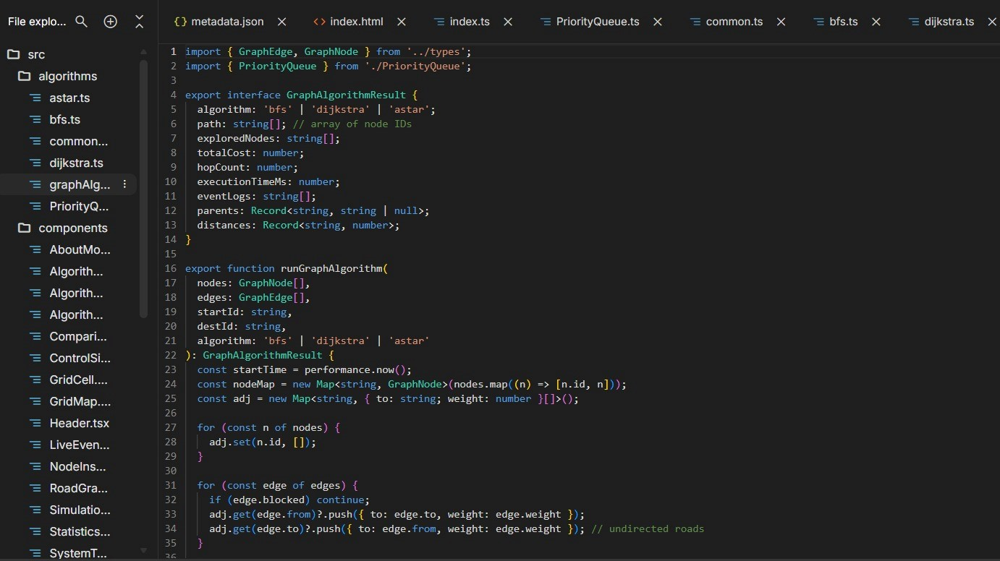 File explo...
metadata.json
index.html
index.ts
PriorityQueue.ts
common.ts
bfs.ts
dijkstra.ts
src
algorithms
astar.ts
bfs.ts
common...
dijkstra.ts
graphAlg...
PriorityQ...
components
AboutMo...
Algorith...
Algorith...
Algorith...
Compari...
ControlSi...
GridCell....
GridMap....
Header.tsx
LiveEven...
NodeIns...
RoadGra...
Simulatio...
Statistics...
SystemT...
1 import { GraphEdge, GraphNode } from '../types';
2 import { PriorityQueue } from './PriorityQueue';
3
4 export interface GraphAlgorithmResult {
5 algorithm: 'bfs' | 'dijkstra' | 'astar';
6 path: string[]; // array of node IDs
7 exploredNodes: string[];
8 totalCost: number;
9 hopCount: number;
10 executionTimeMs: number;
11 eventLogs: string[];
12 parents: Record<string, string | null>;
13 distances: Record<string, number>;
14 }
15
16 export function runGraphAlgorithm(
17 nodes: GraphNode[],
18 edges: GraphEdge[],
19 startId: string,
20 destId: string,
21 algorithm: 'bfs' | 'dijkstra' | 'astar'
22 ): GraphAlgorithmResult {
23 const startTime = performance.now();
24 const nodeMap = new Map<string, GraphNode>(nodes.map((n) => [n.id, n]));
25 const adj = new Map<string, { to: string; weight: number }[]>();
26
27 for (const n of nodes) {
28 adj.set(n.id, []);
29 }
30
31 for (const edge of edges) {
32 if (edge.blocked) continue;
33 adj.get(edge.from)?.push({ to: edge.to, weight: edge.weight });
34 adj.get(edge.to)?.push({ to: edge.from, weight: edge.weight }); // undirected roads
35 }
36